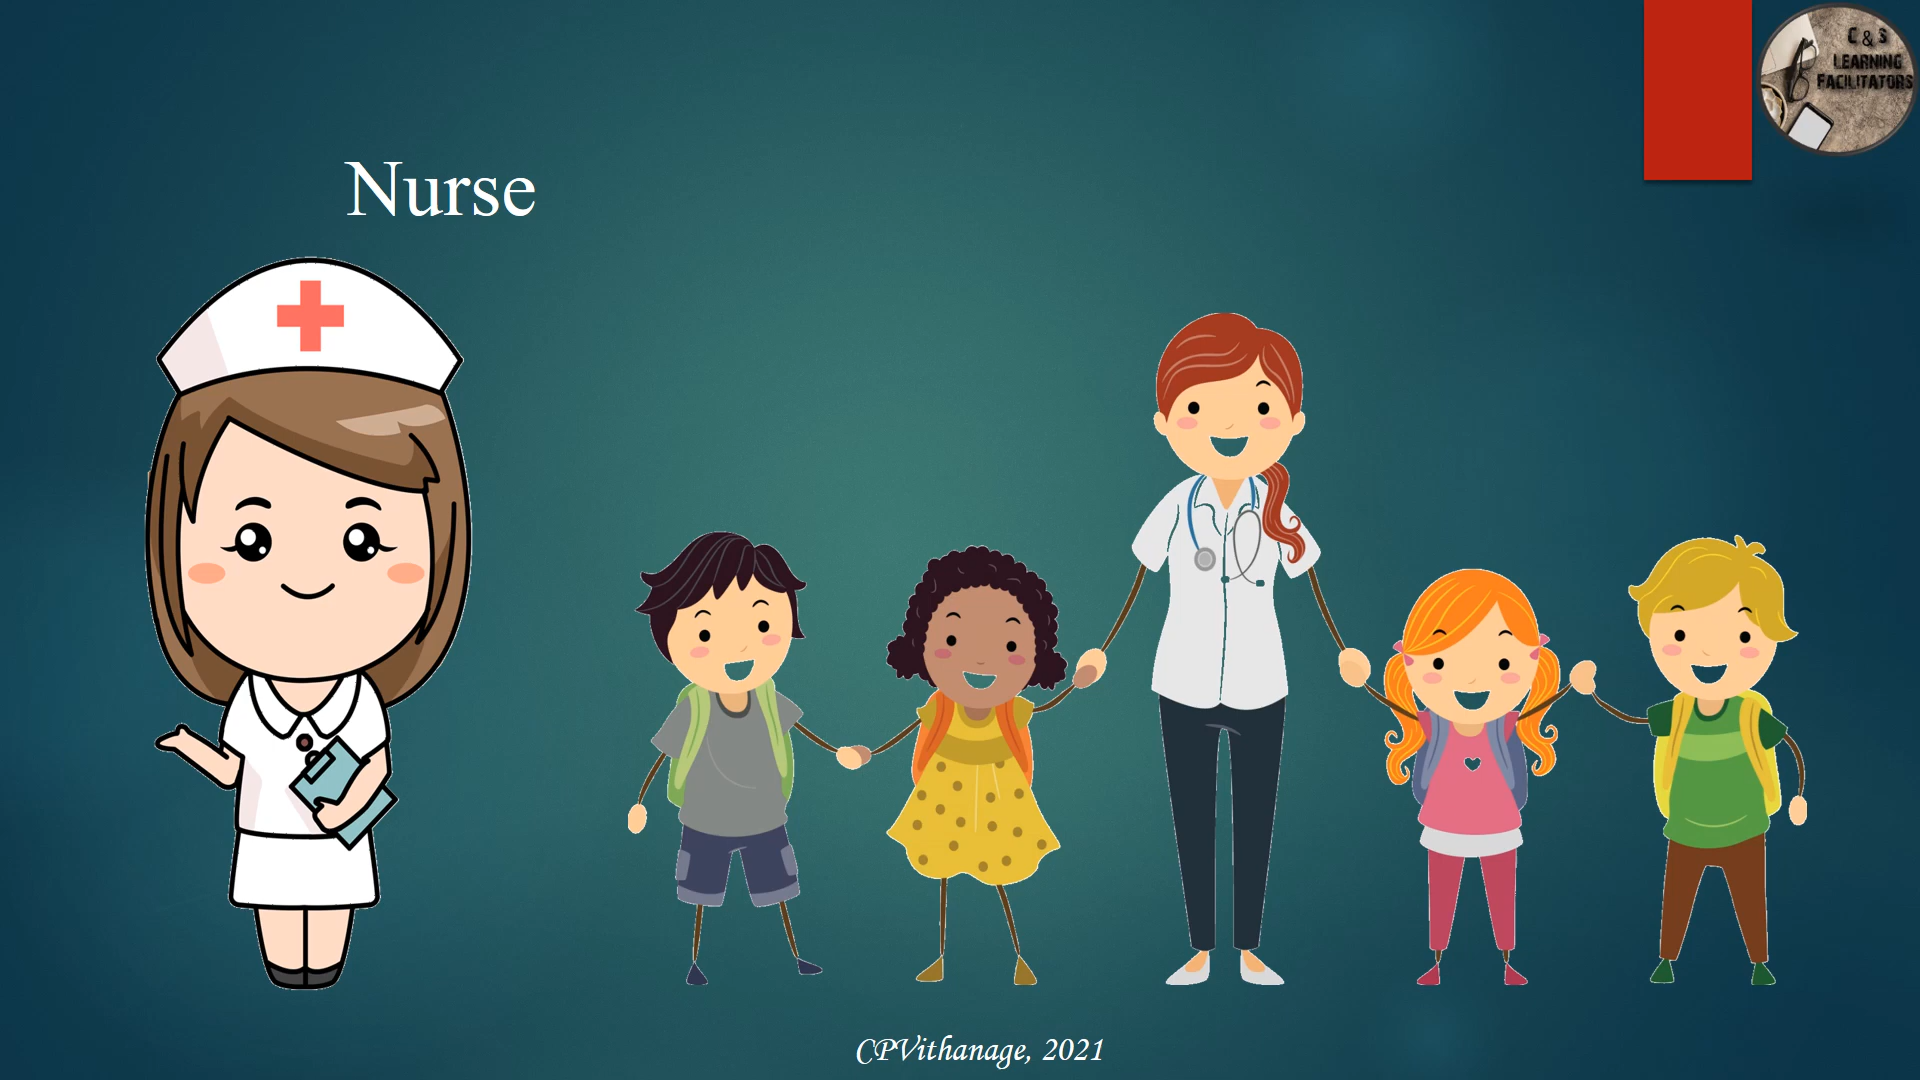 C & S
LEARNING
FACILITATORS
Nurse
CPVithanage, 2021